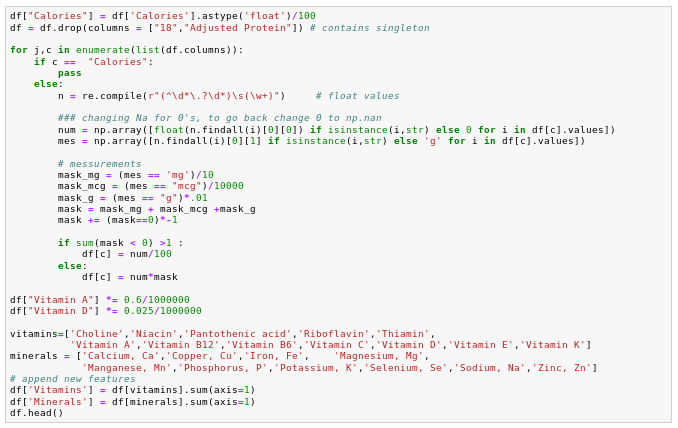 df["Calories"] = df['Calories'].astype('float')/100
df = df.drop(columns = ["18","Adjusted Protein"]) # contains singleton
for j,c in enumerate(list(df.columns)):
if c == "Calories":
pass
else:
n = re.compile(r"(^\d*\.?\d*)\s(\w+)") # float values
### changing Na for 0's, to go back change 0 to np.nan
num = np.array([float(n.findall(i)[0][0]) if isinstance(i,str) else 0 for i in df[c].values])
mes = np.array([n.findall(i)[0][1] if isinstance(i,str) else 'g' for i in df[c].values])
# messurements
mask_mg = (mes == 'mg')/10
mask_mcg = (mes == "mcg")/10000
mask_g = (mes == "g")*.01
mask = mask_mg + mask_mcg +mask_g
mask += (mask==0)*-1
if sum(mask < 0) >1 :
df[c] = num/100
else:
df[c] = num*mask
df["Vitamin A"] *= 0.6/1000000
df["Vitamin D"] *= 0.025/1000000
vitamins=['Choline','Niacin','Pantothenic acid','Riboflavin','Thiamin',
'Vitamin A','Vitamin B12','Vitamin B6','Vitamin C','Vitamin D','Vitamin E','Vitamin K']
minerals = ['Calcium, Ca','Copper, Cu','Iron, Fe', 'Magnesium, Mg',
'Manganese, Mn','Phosphorus, P','Potassium, K','Selenium, Se','Sodium, Na','Zinc, Zn']
# append new features
df['Vitamins'] = df[vitamins].sum(axis=1)
df['Minerals'] = df[minerals].sum(axis=1)
df.head()